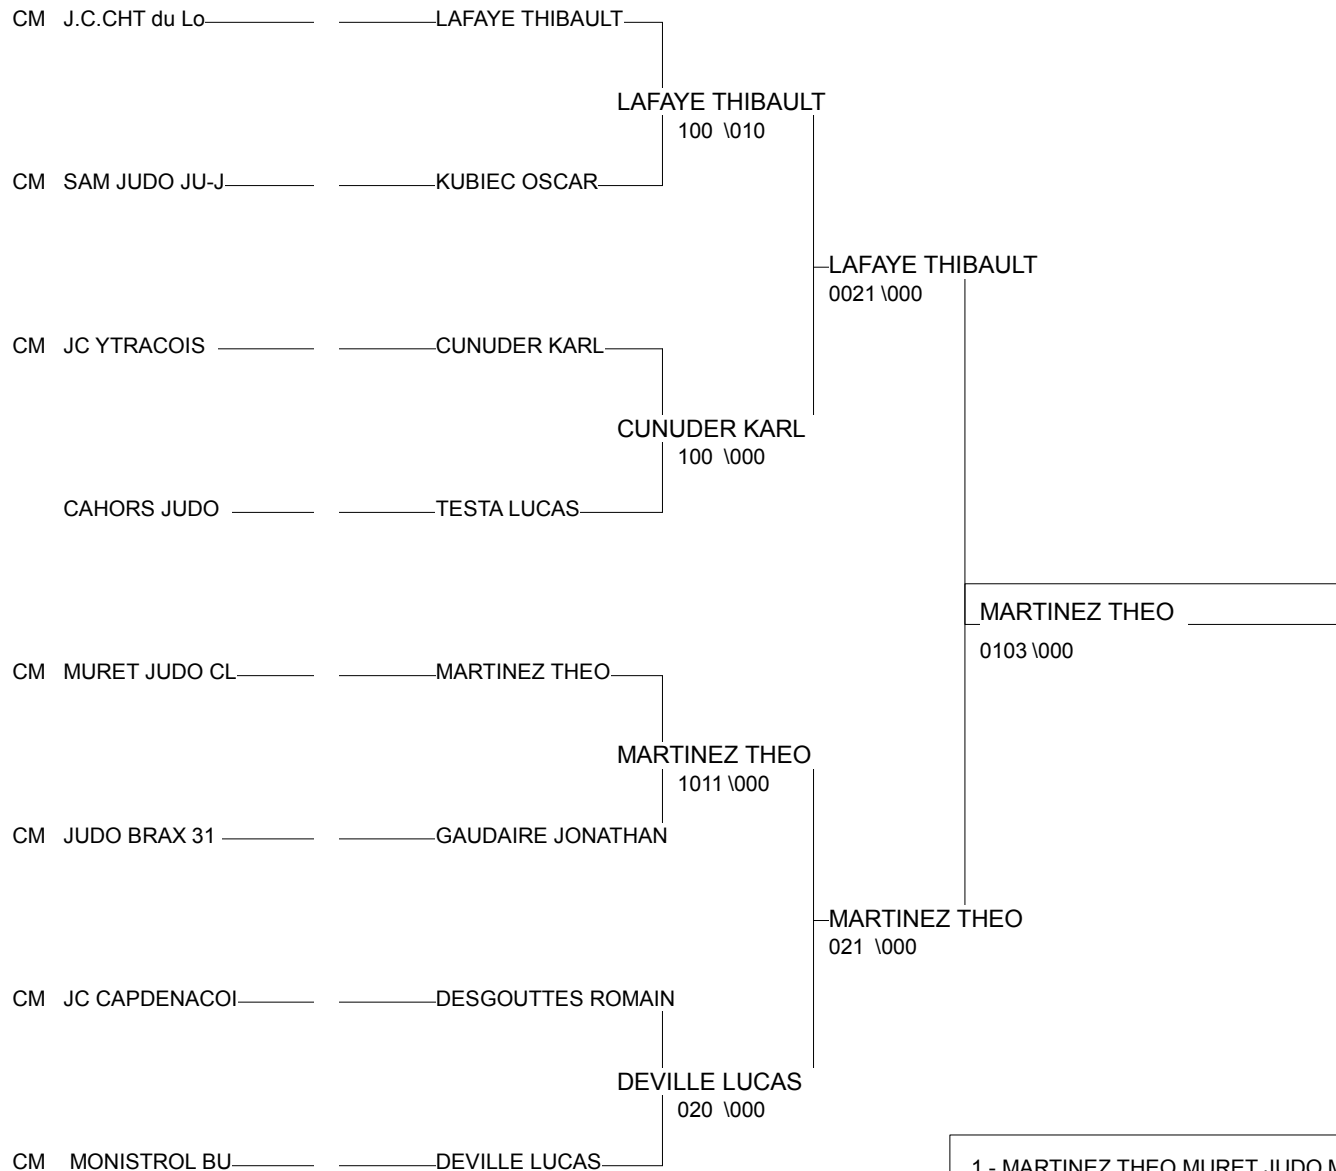 CM J.C.CHT du Lo LAFAYE THIBAULT
LAFAYE THIBAULT
100 \010
CM SAM JUDO JU-J KUBIEC OSCAR
LAFAYE THIBAULT
0021 \000
CM JC YTRACOIS CUNUDER KARL
CUNUDER KARL
100 \000
CAHORS JUDO TESTA LUCAS
MARTINEZ THEO
0103 \000
CM MURET JUDO CL MARTINEZ THEO
MARTINEZ THEO
1011 \000
CM JUDO BRAX 31 GAUDAIRE JONATHAN
MARTINEZ THEO
021 \000
CM JC CAPDENACOI DESGOUTTES ROMAIN
DEVILLE LUCAS
020 \000
CM MONISTROL BU DEVILLE LUCAS
1 - MARTINEZ THEO MURET JUDO M